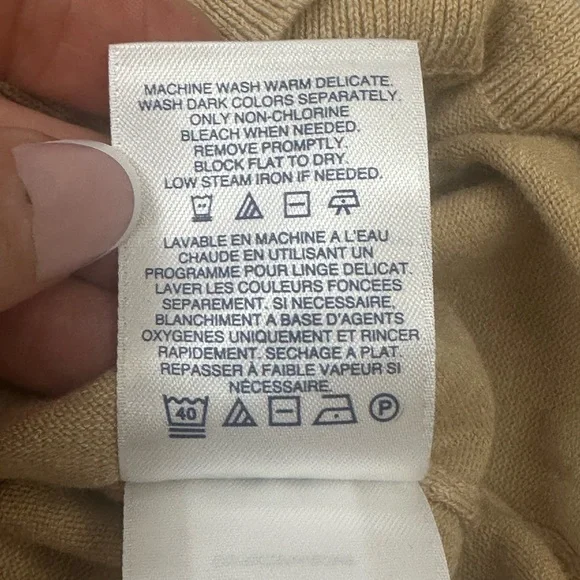 MACHINE WASH WARM DELICATE.
WASH DARK COLORS SEPARATELY.
ONLY NON-CHLORINE
BLEACH WHEN NEEDED.
REMOVE PROMPTLY.
BLOCK FLAT TO DRY.
LOW STEAM IRON IF NEEDED.
LAVABLE EN MACHINE A L'EAU
CHAUDE EN UTILISANT UN
PROGRAMME POUR LINGE DELICAT.
LAVER LES COULEURS FONCEES
SEPAREMENT. SI NECESSAIRE,
BLANCHIMENT A BASE D'AGENTS
OXYGENES UNIQUEMENT ET RINCER
RAPIDEMENT. SECHAGE A PLAT.
REPASSER À FAIBLE VAPEUR SI
NÉCESSAIRE.
40 P